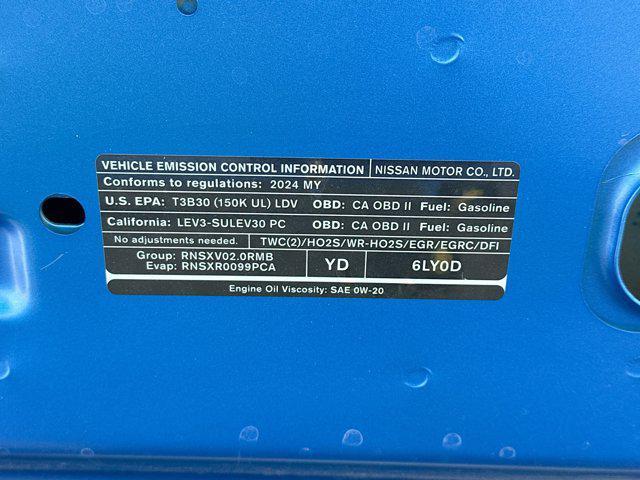 VEHICLE EMISSION CONTROL INFORMATION NISSAN MOTOR CO., LTD.
Conforms to regulations: 2024 MY
U.S. EPA: T3B30 (150K UL) LDV OBD: CA OBD II Fuel: Gasoline
California: LEV3-SULEV30 PC OBD: CA OBD II Fuel: Gasoline
No adjustments needed. TWC(2)/HO2S/WR-HO2S/EGR/EGRC/DFI
Group: RNSXV02.0RMB
Evap: RNSXR0099PCA
YD
6LY0D
Engine Oil Viscosity: SAE 0W-20